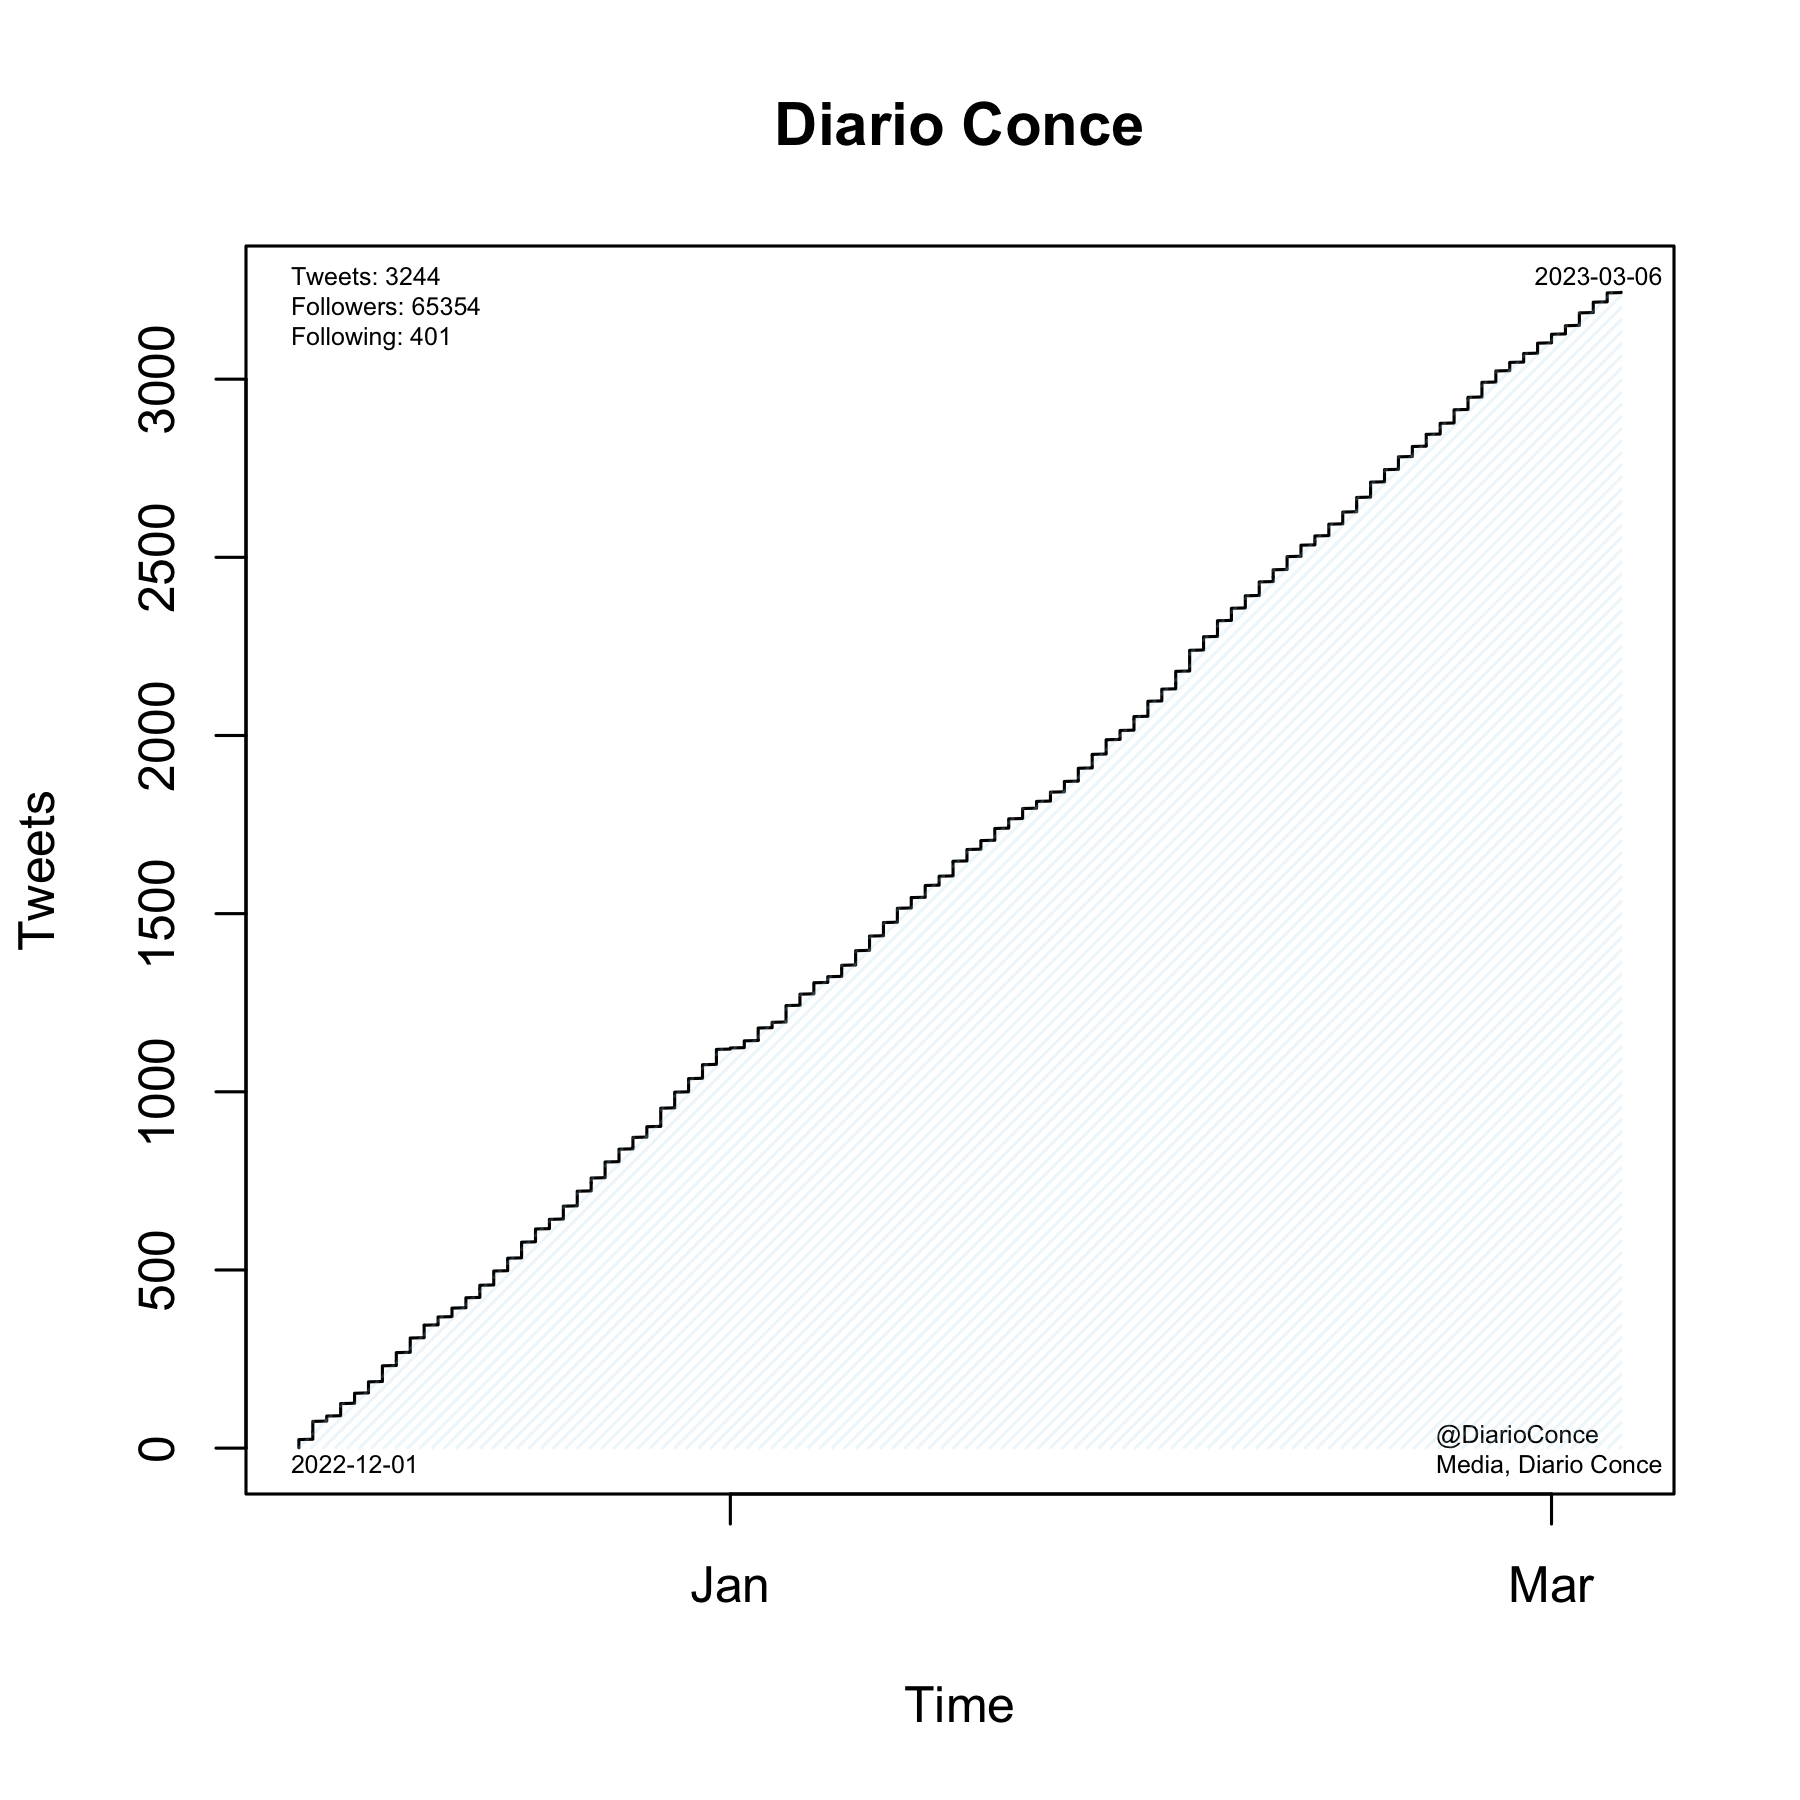 Diario Conce
Tweets: 3244
Followers: 65354
Following: 401
2023-03-06
3000
2500
2000
1500
1000
500
0
Tweets
2022-12-01
@DiarioConce
Media, Diario Conce
Jan
Mar
Time